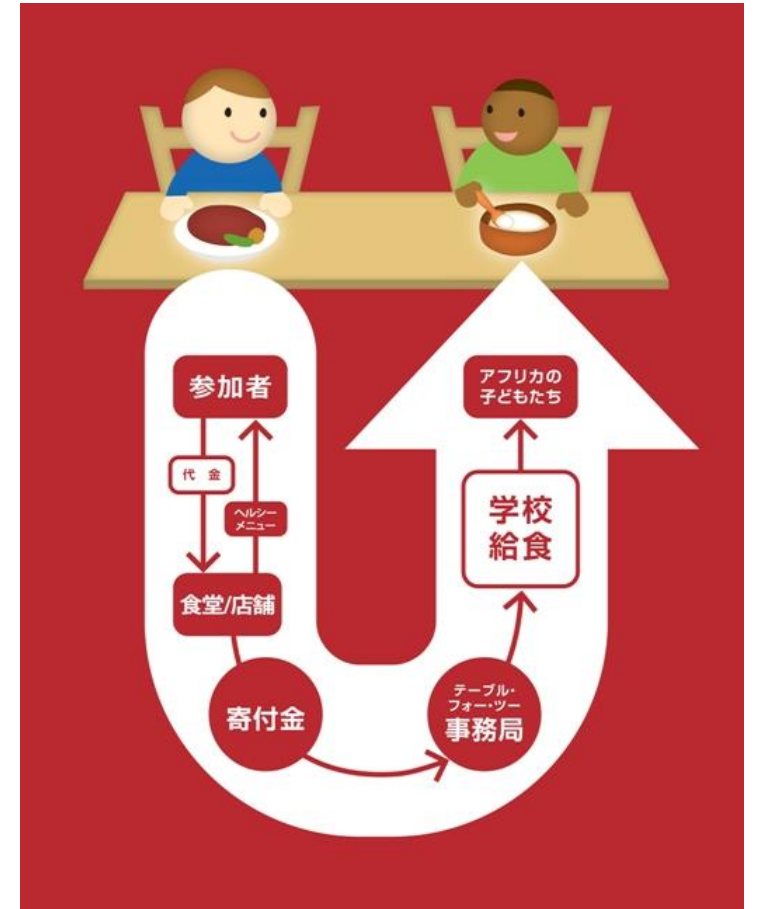 参加者
代金
ヘルシー
メニュー
食堂/店舗
寄付金
テーブル・
フォー・ツー
事務局
学校
給食
アフリカの
子どもたち